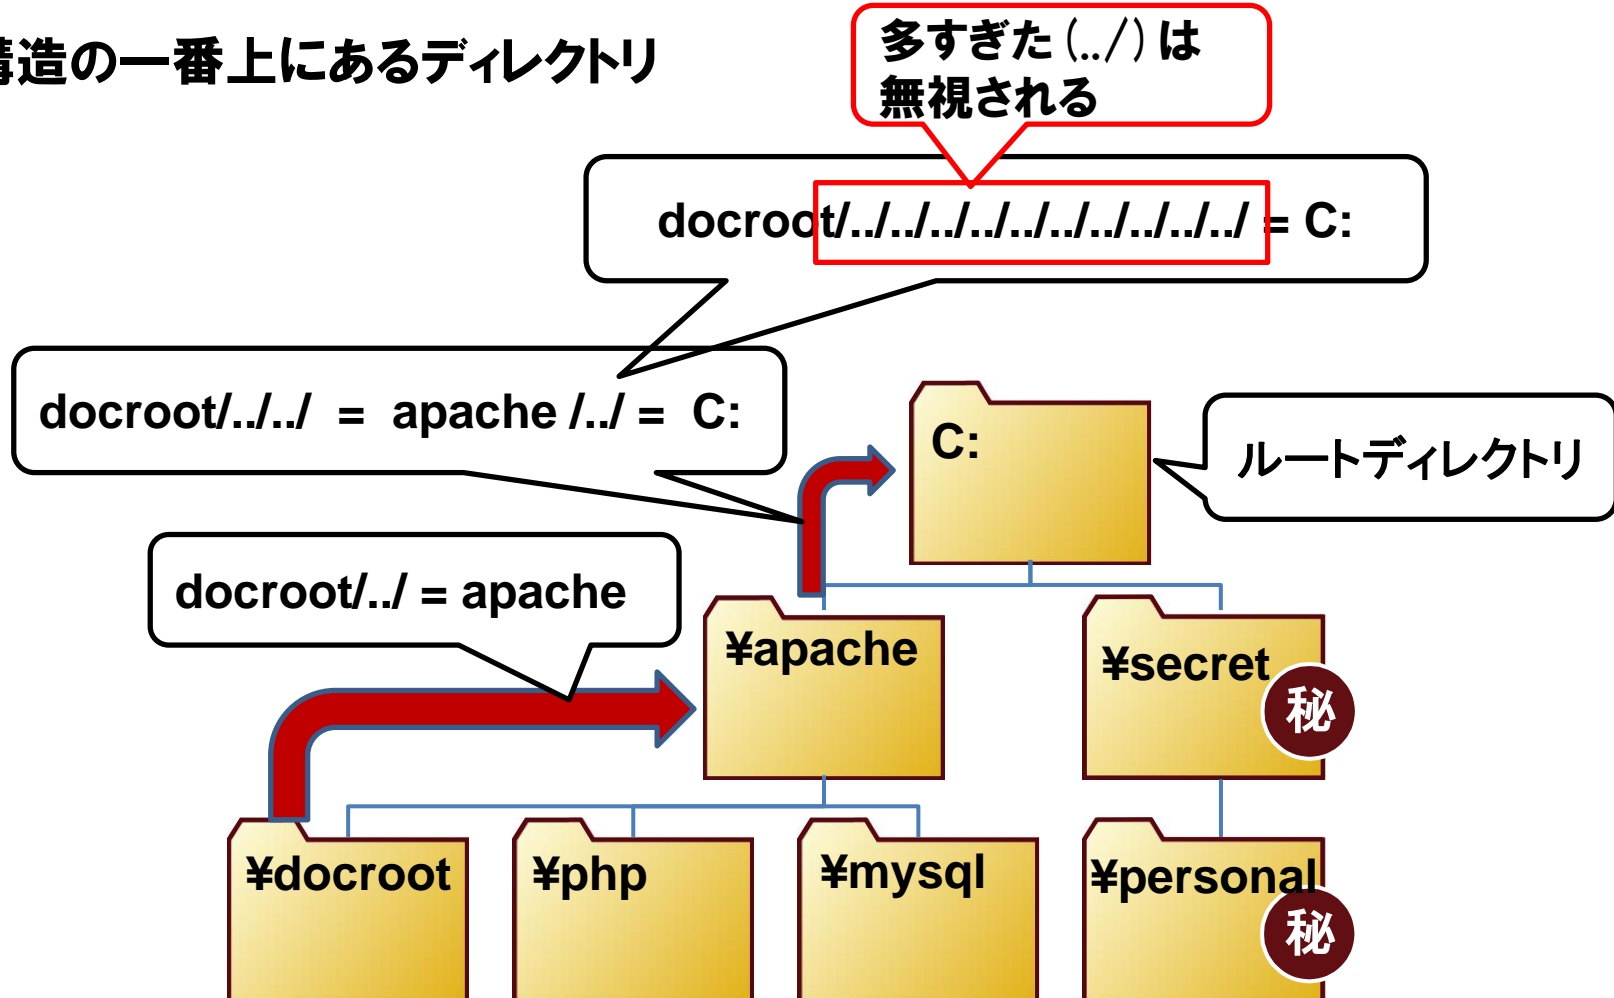 構造の一番上にあるディレクトリ
多すぎた (../) は
無視される
docroot/../../../../../../../../../../ = C:
docroot/../../ = apache /../ = C:
C:
ルートディレクトリ
docroot/../ = apache
¥apache
¥secret
秘
¥docroot
¥php
¥mysql
¥personal
秘